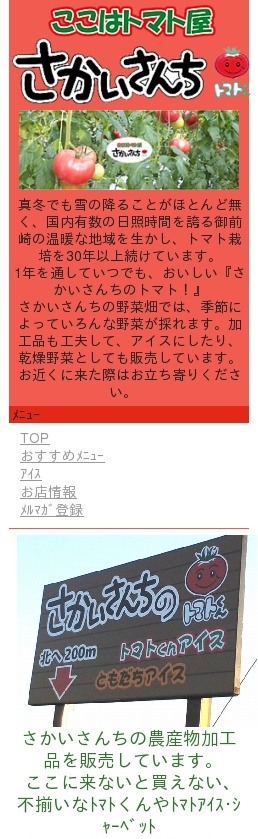 ここはトマト屋
さかいさんち
トマトくん
さかいさんち
真冬でも雪の降ることがほとんど無
く、国内有数の日照時間を誇る御前
崎の温暖な地域を生かし、トマト栽
培を30年以上続けています。
1年を通していつでも、おいしい『さ
かいさんちのトマト！』
さかいさんちの野菜畑では、季節に
よっていろんな野菜が採れます。加
工品も工夫して、アイスにしたり、
乾燥野菜としても販売しています。
お近くに来た際はお立ち寄りくださ
い。
ﾒﾆｭｰ
TOP
おすすめﾒﾆｭｰ
ｱｲｽ
お店情報
ﾒﾙﾏｶﾞ登録
さかいさんちの
トマトくん
北へ200m
トマトcnアイス
ともだちアイス
さかいさんちの農産物加工
品を販売しています。
ここに来ないと買えない、
不揃いなﾄﾏﾄくんやﾄﾏﾄｱｲｽ･ｼ
ｬｰﾍﾞｯﾄ